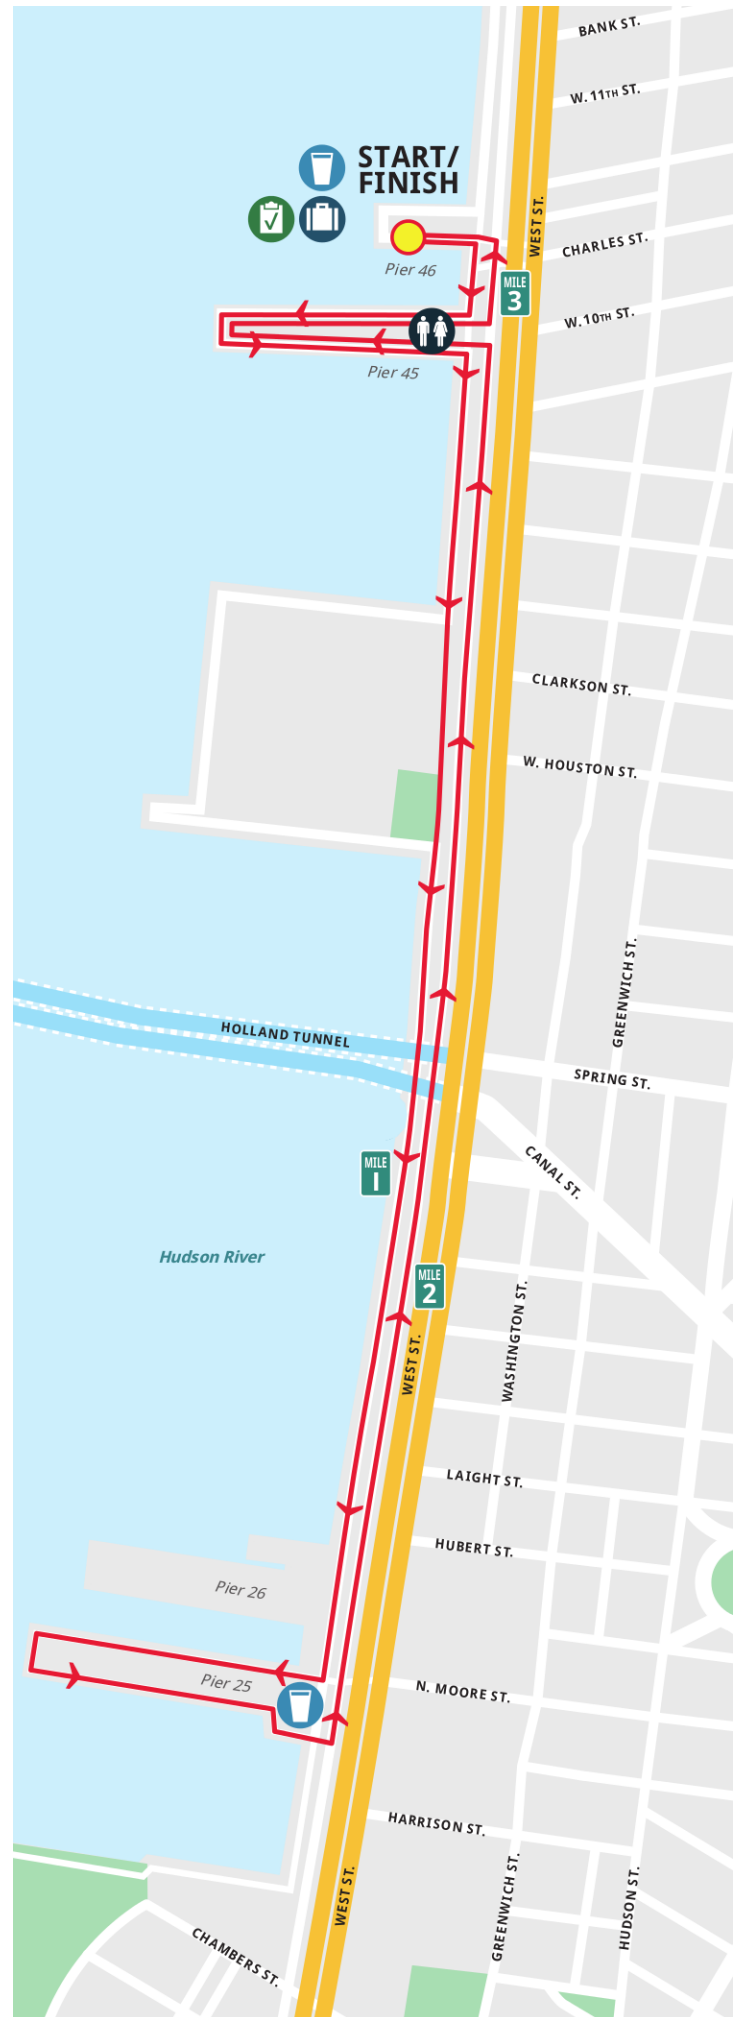 BANK ST.
W. 11TH ST.
START/
FINISH
WEST ST.
CHARLES ST.
Pier 46
MILE
3
W. 10TH ST.
Pier 45
CLARKSON ST.
W. HOUSTON ST.
GREENWICH ST.
HOLLAND TUNNEL
SPRING ST.
CANAL ST.
MILE
1
Hudson River
MILE
2
WASHINGTON ST.
WEST ST.
LAIGHT ST.
HUBERT ST.
Pier 26
Pier 25
N. MOORE ST.
HARRISON ST.
WEST ST.
GREENWICH ST.
HUDSON ST.
CHAMBERS ST.